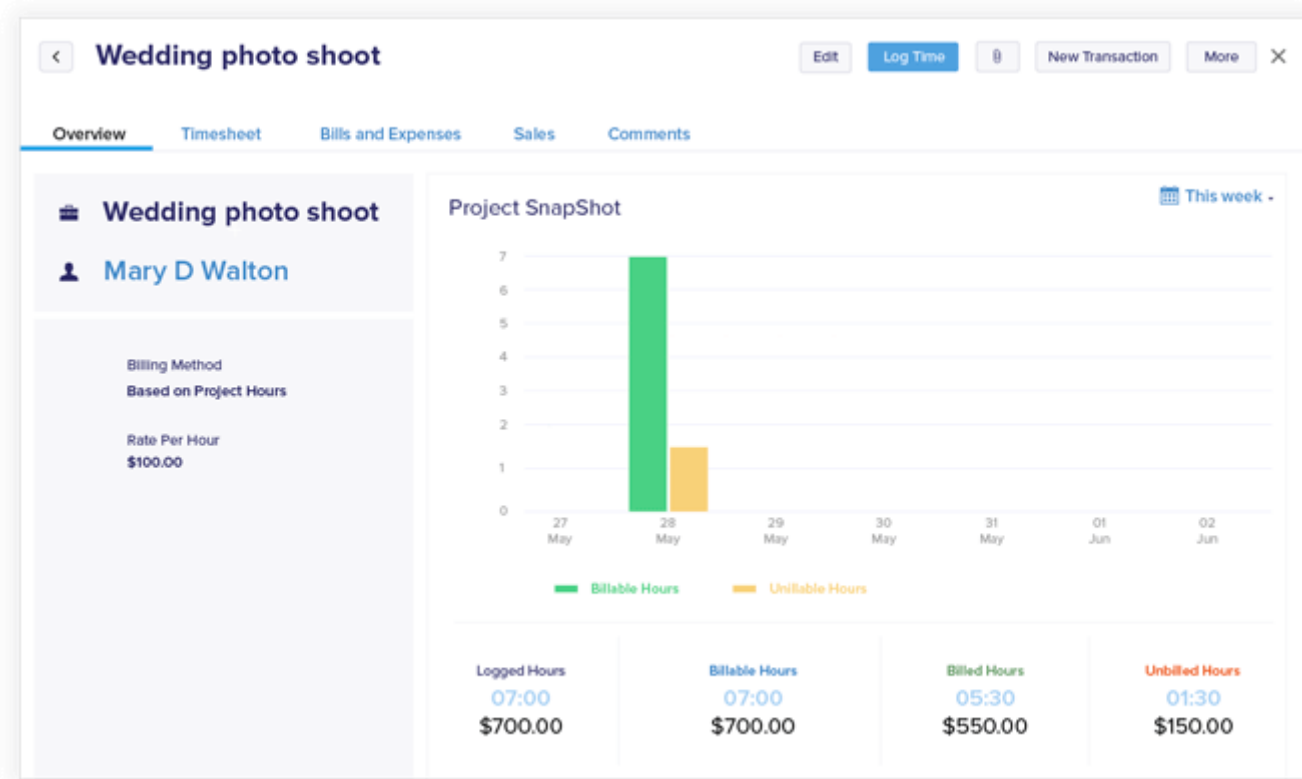 Wedding photo shoot
Edit
Log Time
New Transaction
More
Overview
Timesheet
Bills and Expenses
Sales
Comments
Wedding photo shoot
Mary D Walton
Billing Method
Based on Project Hours
Rate Per Hour
$100.00
Project SnapShot
This week
7
6
5
4
3
2
1
0
27 May
28 May
29 May
30 May
31 May
01 Jun
02 Jun
Billable Hours
Unillable Hours
Logged Hours
07:00
$700.00
Billable Hours
07:00
$700.00
Billed Hours
05:30
$550.00
Unbilled Hours
01:30
$150.00